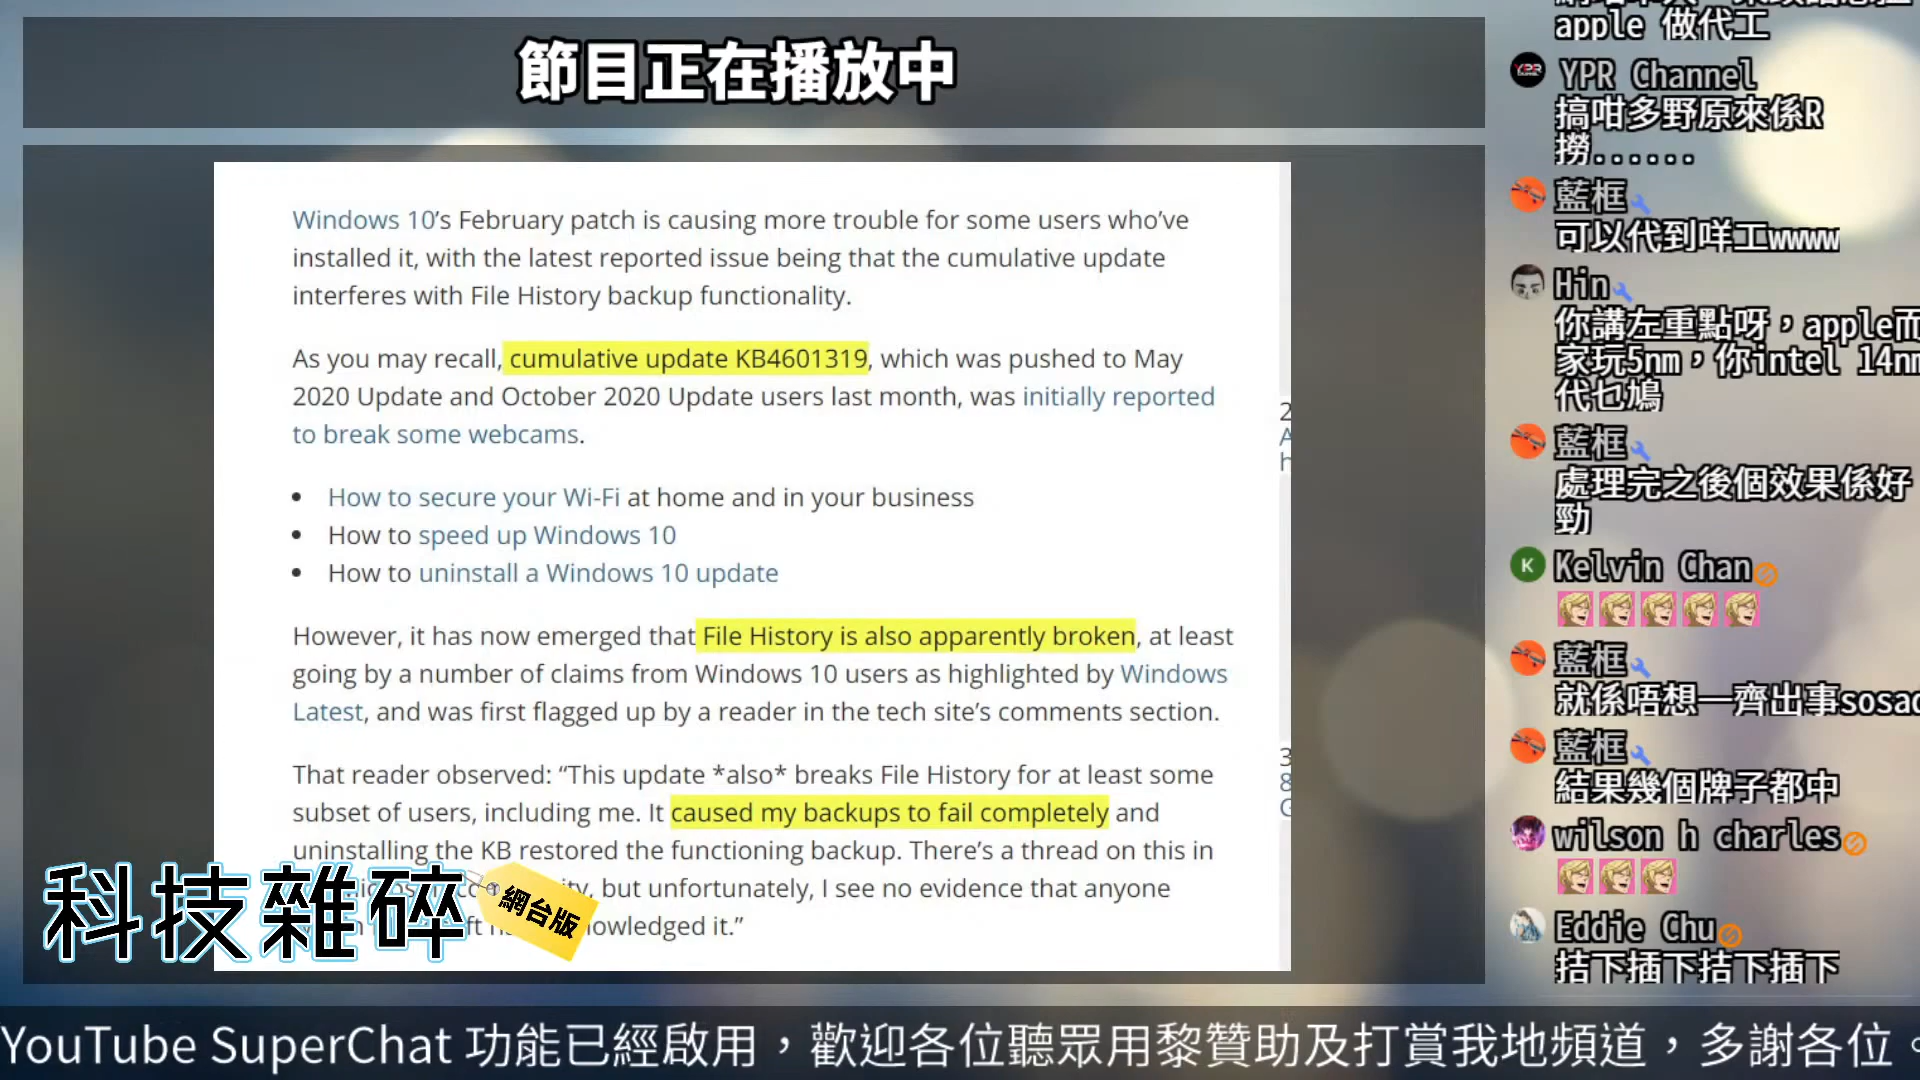 節目正在播放中
Windows 10’s February patch is causing more trouble for some users who’ve
installed it, with the latest reported issue being that the cumulative update
interferes with File History backup functionality.
As you may recall, cumulative update KB4601319, which was pushed to May
2020 Update and October 2020 Update users last month, was initially reported
to break some webcams.
• How to secure your Wi-Fi at home and in your business
• How to speed up Windows 10
• How to uninstall a Windows 10 update
However, it has now emerged that File History is also apparently broken, at least
going by a number of claims from Windows 10 users as highlighted by Windows
Latest, and was first flagged up by a reader in the tech site’s comments section.
That reader observed: “This update *also* breaks File History for at least some
subset of users, including me. It caused my backups to fail completely and
uninstalling the KB restored the functioning backup. There’s a thread on this in
but unfortunately, I see no evidence that anyone
it.”
2
A
h
3
8
G
科技雜碎
網台版
apple 做代工
YPR Channel
搞咁多野原來係R
撈......
藍框
可以代到咩工wwww
Hin
你講左重點呀，apple而
家玩5nm，你intel 14nm
代乜鳩
藍框
處理完之後個效果係好
勁
K
Kelvin Chan
藍框
就係唔想一齊出事sosad
藍框
結果幾個牌子都中
wilson h charles
Eddie Chu
拮下插下拮下插下
YouTube SuperChat 功能已經啟用，歡迎各位聽眾用黎贊助及打賞我地頻道，多謝各位。